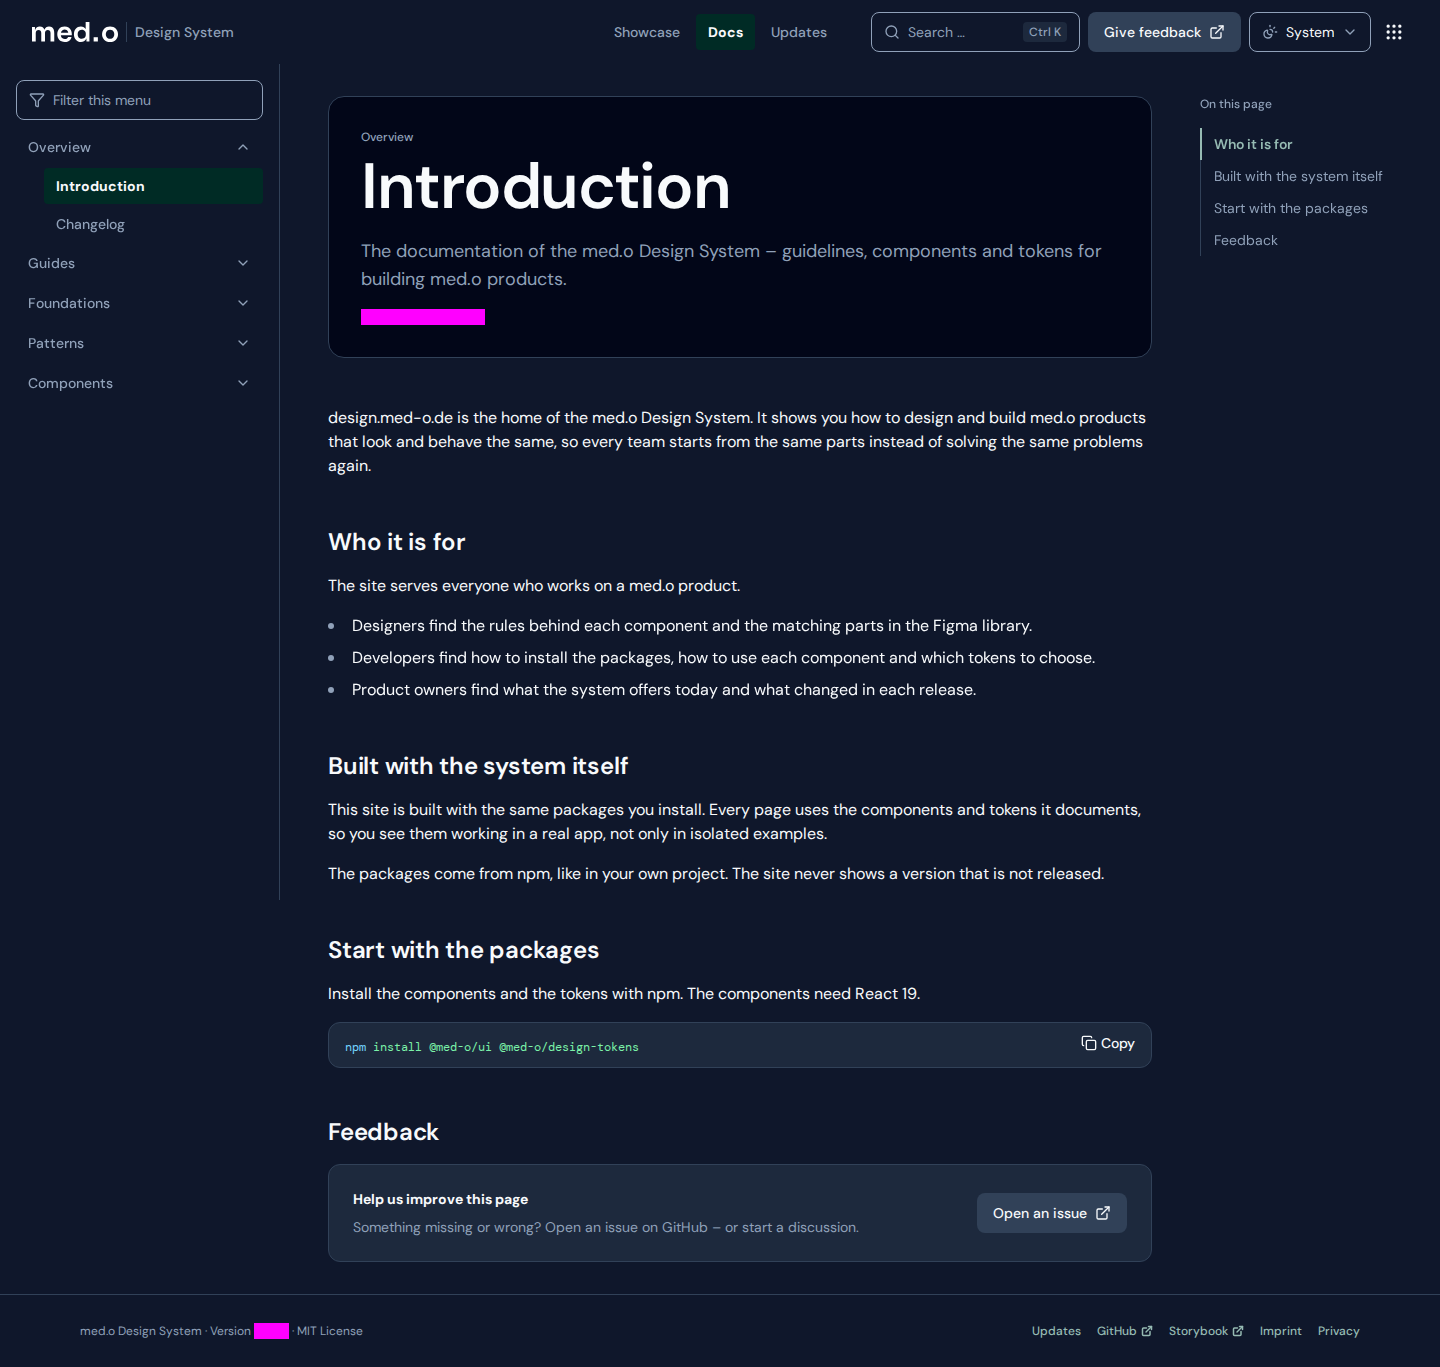 med.o
Design System
Showcase
Docs
Updates
Search ...
Ctrl K
Give feedback
System
Filter this menu
Overview
Introduction
Changelog
Guides
Foundations
Patterns
Components
Overview
Introduction
The documentation of the med.o Design System – guidelines, components and tokens for
building med.o products.
design.med-o.de is the home of the med.o Design System. It shows you how to design and build med.o products
that look and behave the same, so every team starts from the same parts instead of solving the same problems
again.
Who it is for
The site serves everyone who works on a med.o product.
Designers find the rules behind each component and the matching parts in the Figma library.
Developers find how to install the packages, how to use each component and which tokens to choose.
Product owners find what the system offers today and what changed in each release.
Built with the system itself
This site is built with the same packages you install. Every page uses the components and tokens it documents,
so you see them working in a real app, not only in isolated examples.
The packages come from npm, like in your own project. The site never shows a version that is not released.
Start with the packages
Install the components and the tokens with npm. The components need React 19.
npm install @med-o/ui @med-o/design-tokens
Copy
Feedback
Help us improve this page
Something missing or wrong? Open an issue on GitHub – or start a discussion.
Open an issue
On this page
Who it is for
Built with the system itself
Start with the packages
Feedback
med.o Design System · Version · MIT License
Updates
GitHub
Storybook
Imprint
Privacy